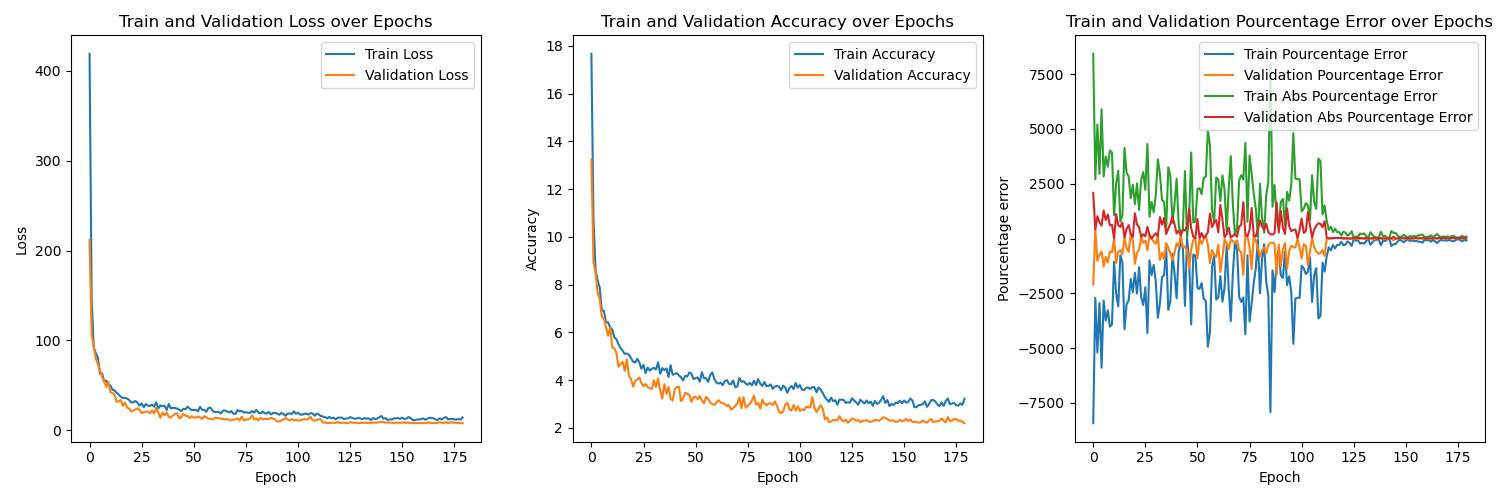 Train and Validation Loss over Epochs
Train Loss
Validation Loss
400
300
200
100
0
Loss
0 25 50 75 100 125 150 175
Epoch
Train and Validation Accuracy over Epochs
Train Accuracy
Validation Accuracy
18
16
14
12
10
8
6
4
2
Accuracy
0 25 50 75 100 125 150 175
Epoch
Train and Validation Pourcentage Error over Epochs
Train Pourcentage Error
Validation Pourcentage Error
Train Abs Pourcentage Error
Validation Abs Pourcentage Error
7500
5000
2500
0
−2500
−5000
−7500
Pourcentage error
0 25 50 75 100 125 150 175
Epoch